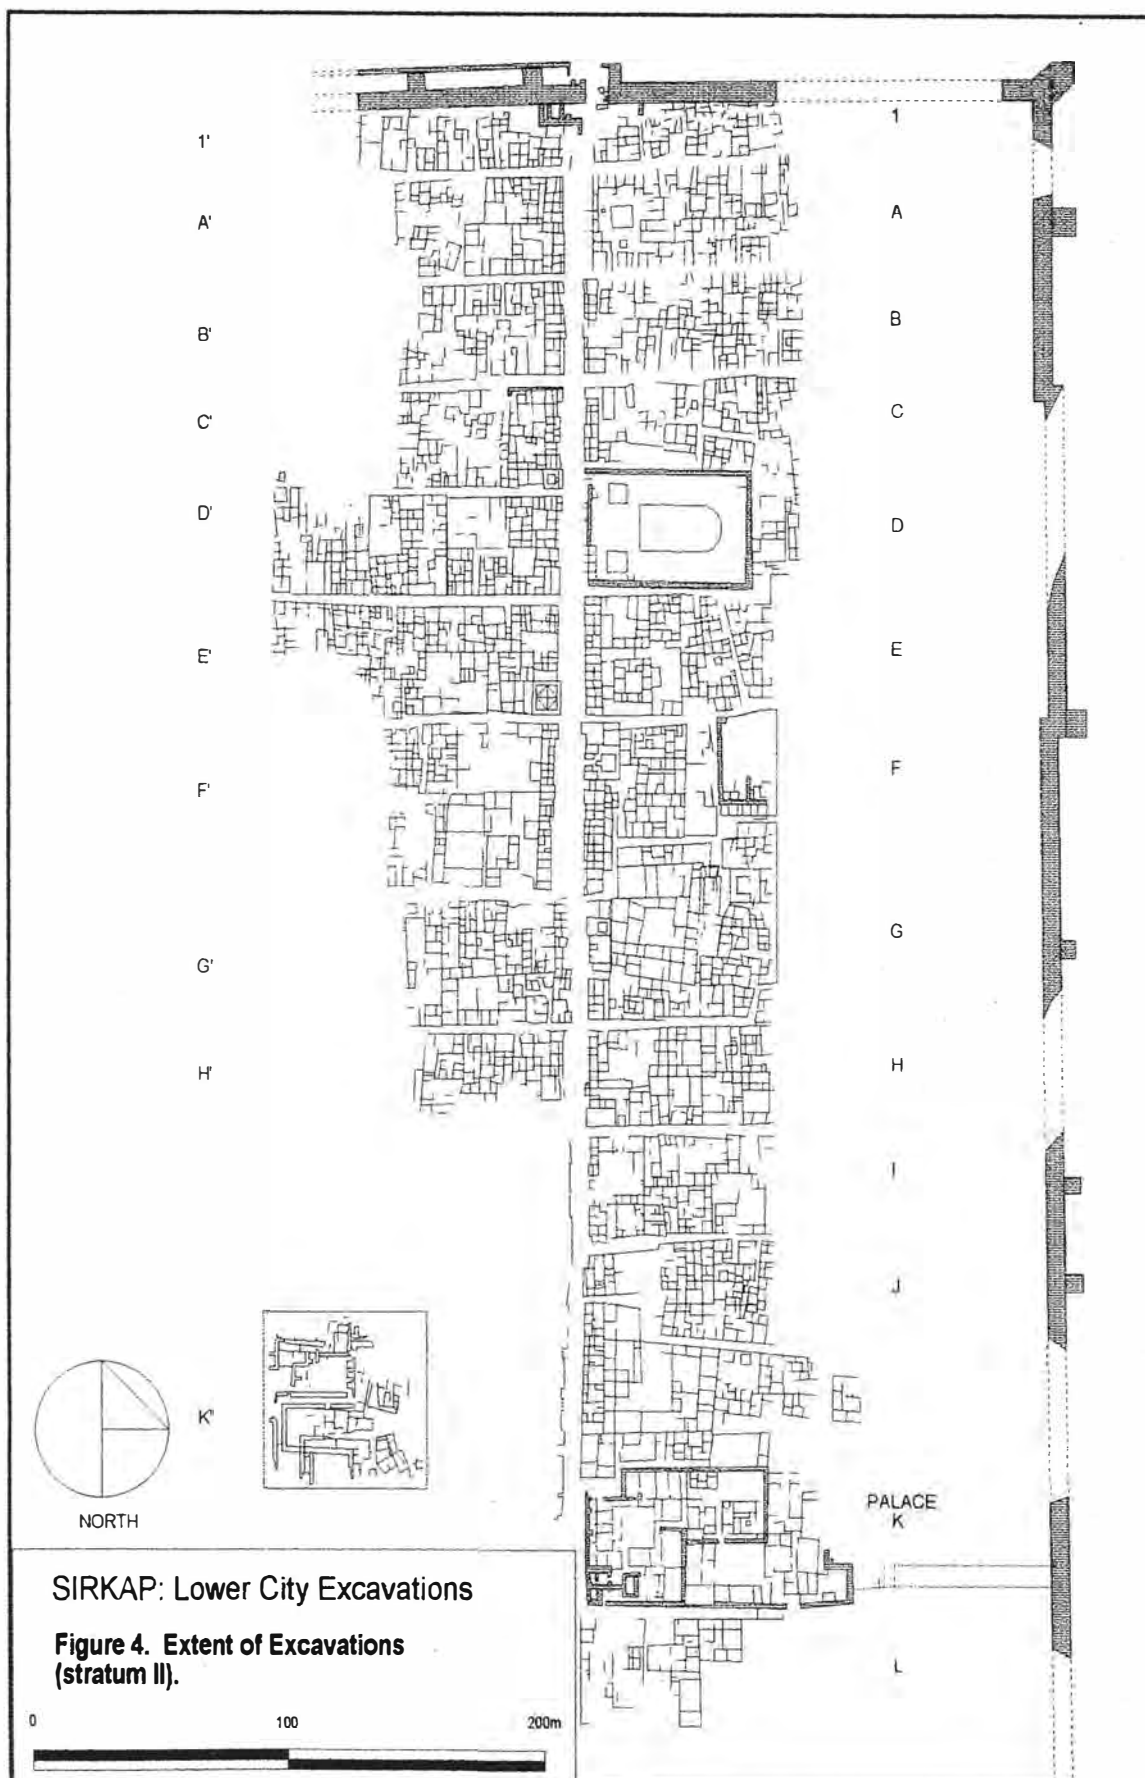 1'
1
A'
A
B'
B
C'
C
D'
D
E'
E
F'
F
G'
G
H'
H
I
J
K'
NORTH
PALACE
K
L
SIRKAP: Lower City Excavations
Figure 4. Extent of Excavations
(stratum II).
0 100 200m